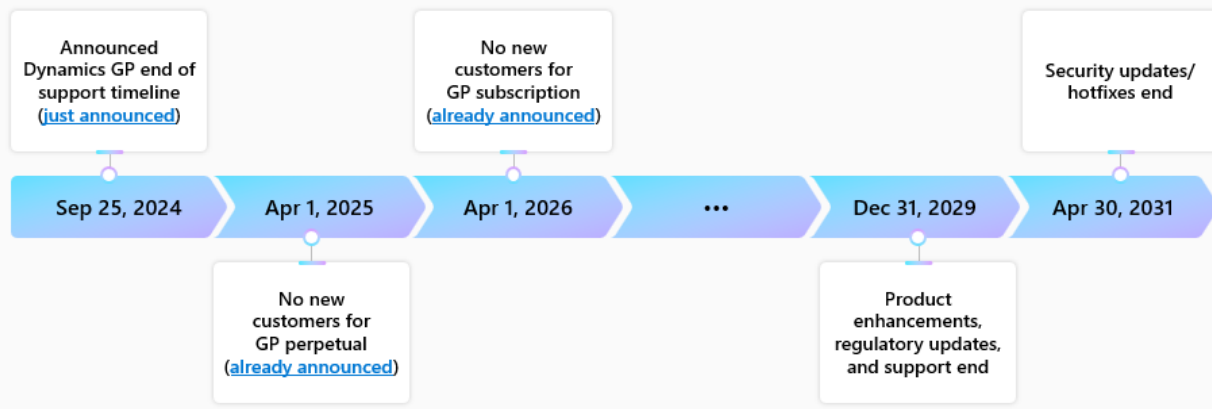 Announced
Dynamics GP end of
support timeline
(just announced)
No new
customers for
GP subscription
(already announced)
Security updates/
hotfixes end
Sep 25, 2024
Apr 1, 2025
Apr 1, 2026
•••
Dec 31, 2029
Apr 30, 2031
No new
customers for
GP perpetual
(already announced)
Product
enhancements,
regulatory updates,
and support end